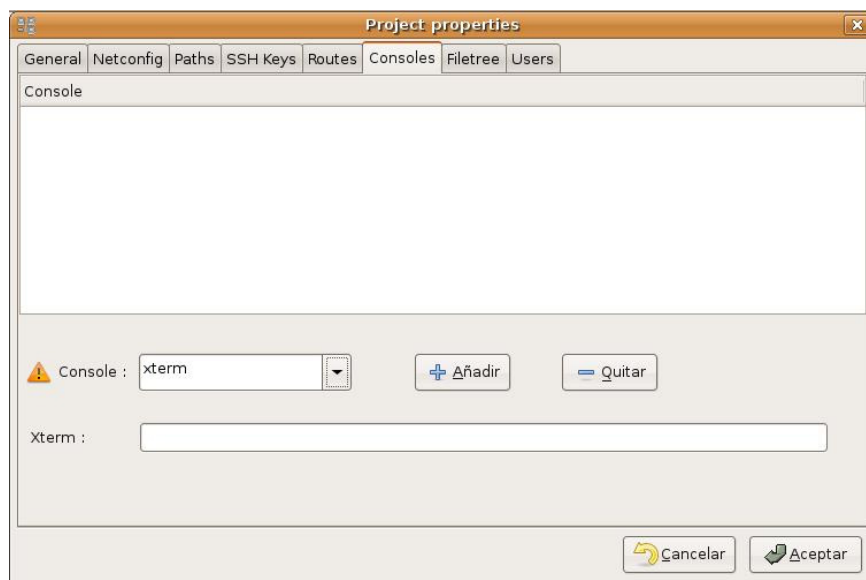 Project properties
General Netconfig Paths SSH Keys Routes Consoles Filetree Users
Console
Console : xterm Añadir Quitar
Xterm :
Cancelar Aceptar